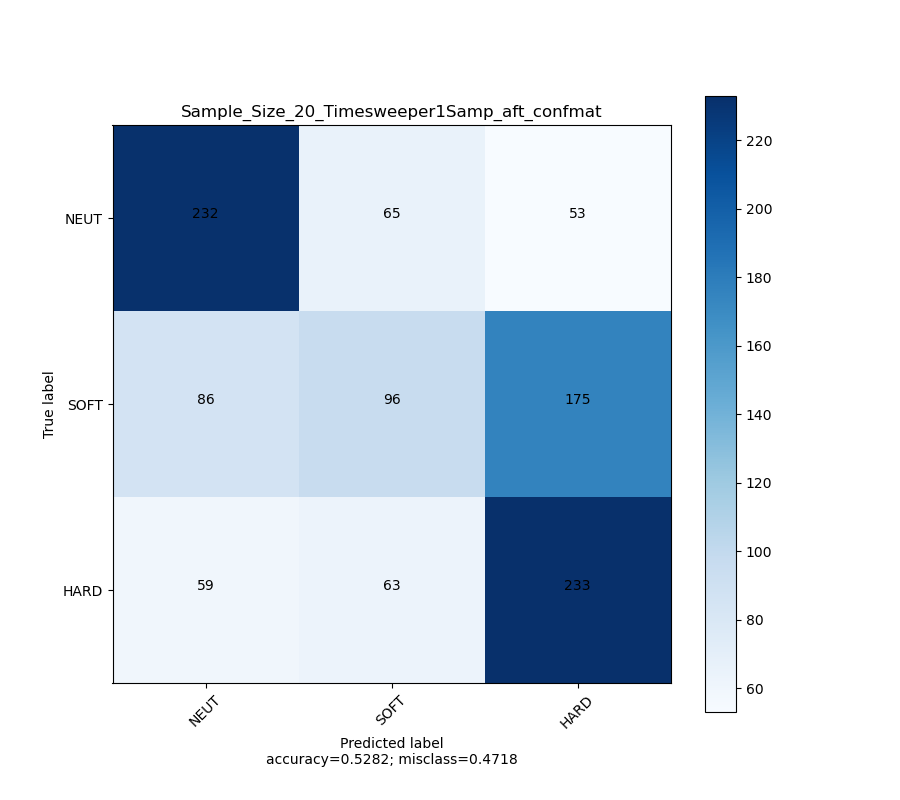 Sample_Size_20_Timesweeper1Samp_aft_confmat
NEUT 232 65 53
SOFT 86 96 175
HARD 59 63 233
NEUT SOFT HARD
True label
Predicted label
accuracy=0.5282; misclass=0.4718
220
200
180
160
140
120
100
80
60